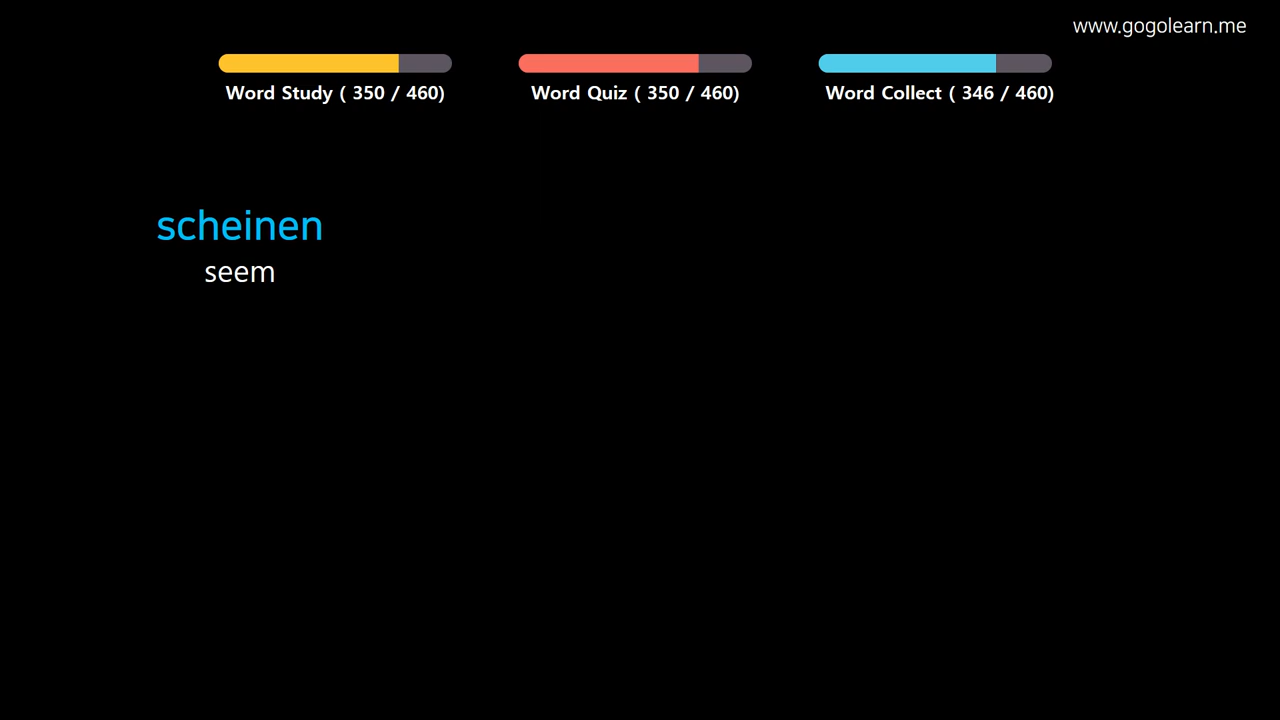 www.gogolearn.me
Word Study ( 350 / 460)
Word Quiz ( 350 / 460)
Word Collect ( 346 / 460)
scheinen
seem